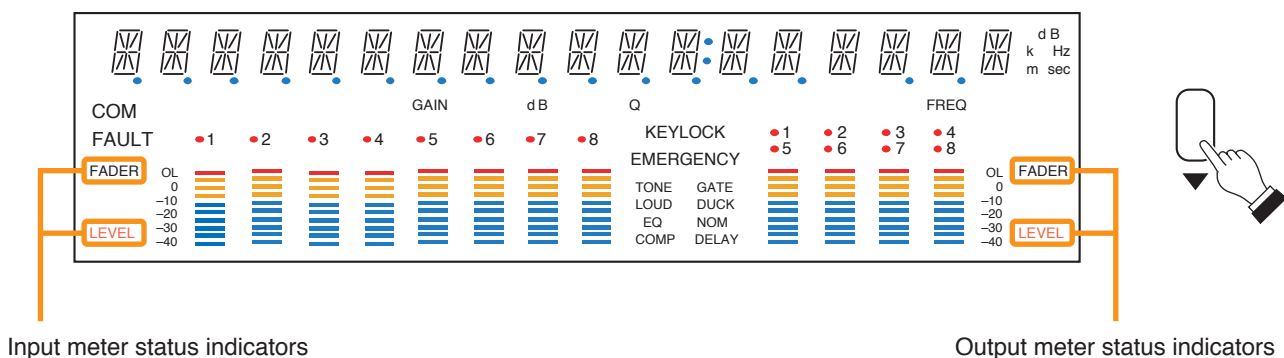 d B
k Hz
m sec
COM GAIN d B Q FREQ
FAULT 1 2 3 4 5 6 7 8 KEYLOCK 1 2 3 4
EMERGENCY 5 6 7 8
FADER OL OL FADER
0 TONE GATE 0
–10 LOUD DUCK –10
–20 –20
–30 EQ NOM –30
LEVEL –40 COMP DELAY –40 LEVEL
Input meter status indicators Output meter status indicators